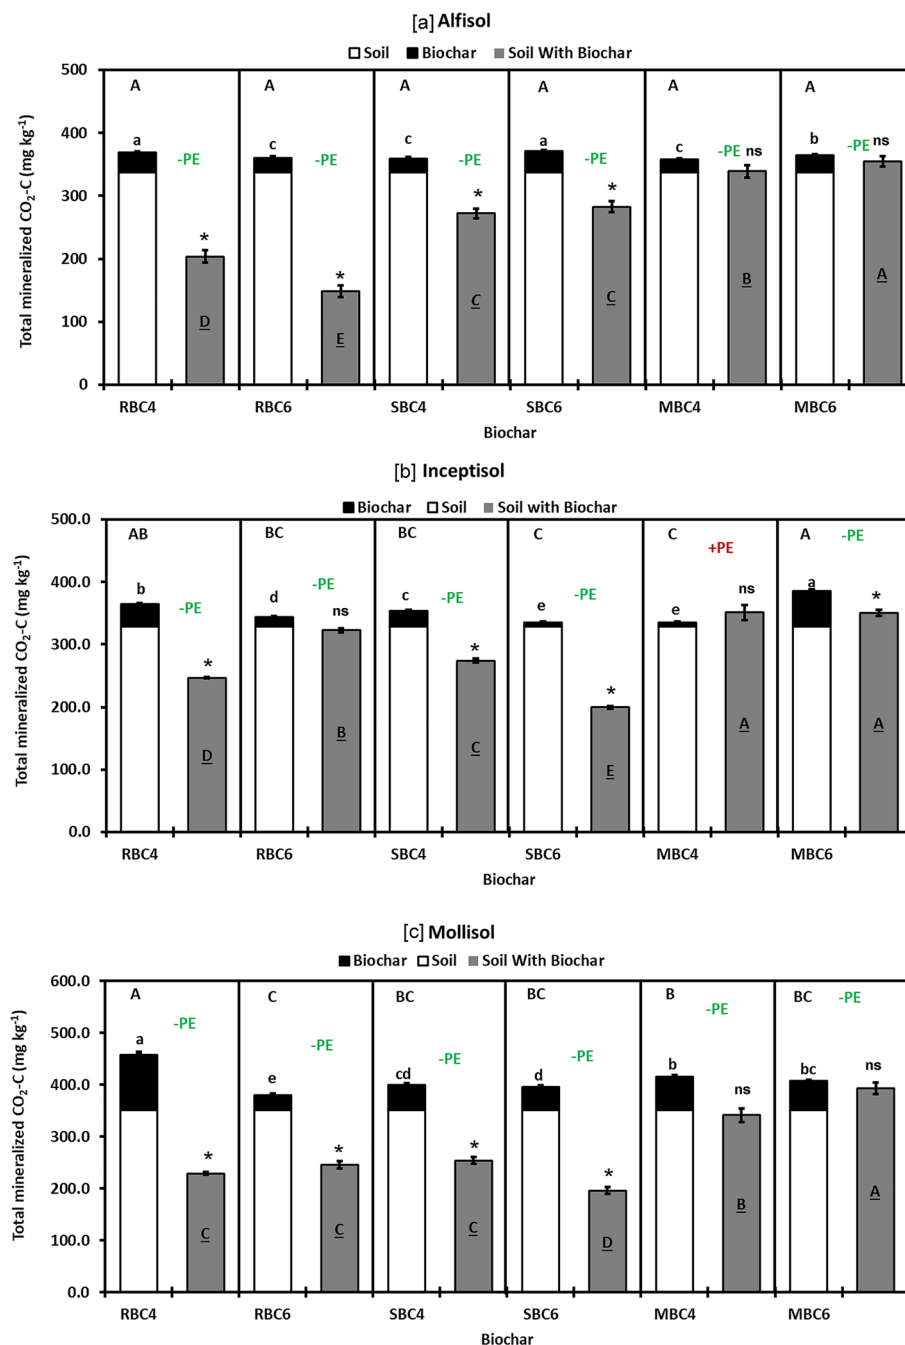 [a] Alfisol
Soil Biochar Soil With Biochar
Total mineralized CO₂-C (mg kg⁻¹)
500
400
300
200
100
0
A A A A A A
a c c a c b
-PE -PE -PE -PE -PE -PE
* * * * ns ns
D E C C B A
RBC4 RBC6 SBC4 SBC6 MBC4 MBC6
Biochar
[b] Inceptisol
Biochar Soil Soil with Biochar
Total mineralized CO₂-C (mg kg⁻¹)
500.0
400.0
300.0
200.0
100.0
0.0
AB BC BC C C A
b d c e e a
-PE -PE -PE -PE +PE -PE
* ns * * ns *
D B C E A A
RBC4 RBC6 SBC4 SBC6 MBC4 MBC6
Biochar
[c] Mollisol
Biochar Soil Soil With Biochar
Total mineralized CO₂-C (mg kg⁻¹)
600.0
500.0
400.0
300.0
200.0
100.0
0.0
A C BC BC B BC
a e cd d b bc
-PE -PE -PE -PE -PE -PE
* * * * ns ns
C C C D B A
RBC4 RBC6 SBC4 SBC6 MBC4 MBC6
Biochar